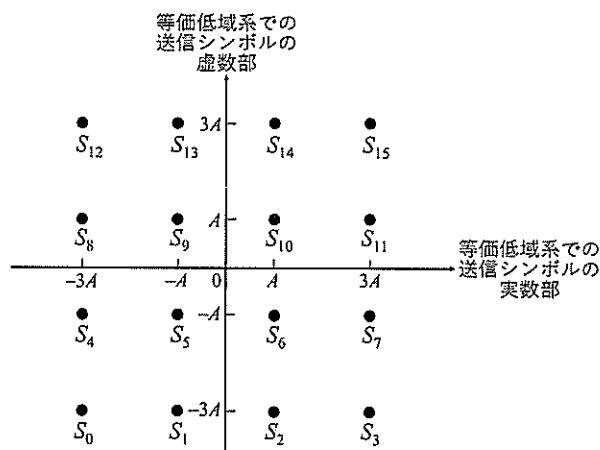 等価低域系での
送信シンボルの
虚数部
3A
S12 S13 S14 S15
A
S8 S9 S10 S11
等価低域系での
送信シンボルの
実数部
−3A −A 0 A 3A
−A
S4 S5 S6 S7
−3A
S0 S1 S2 S3